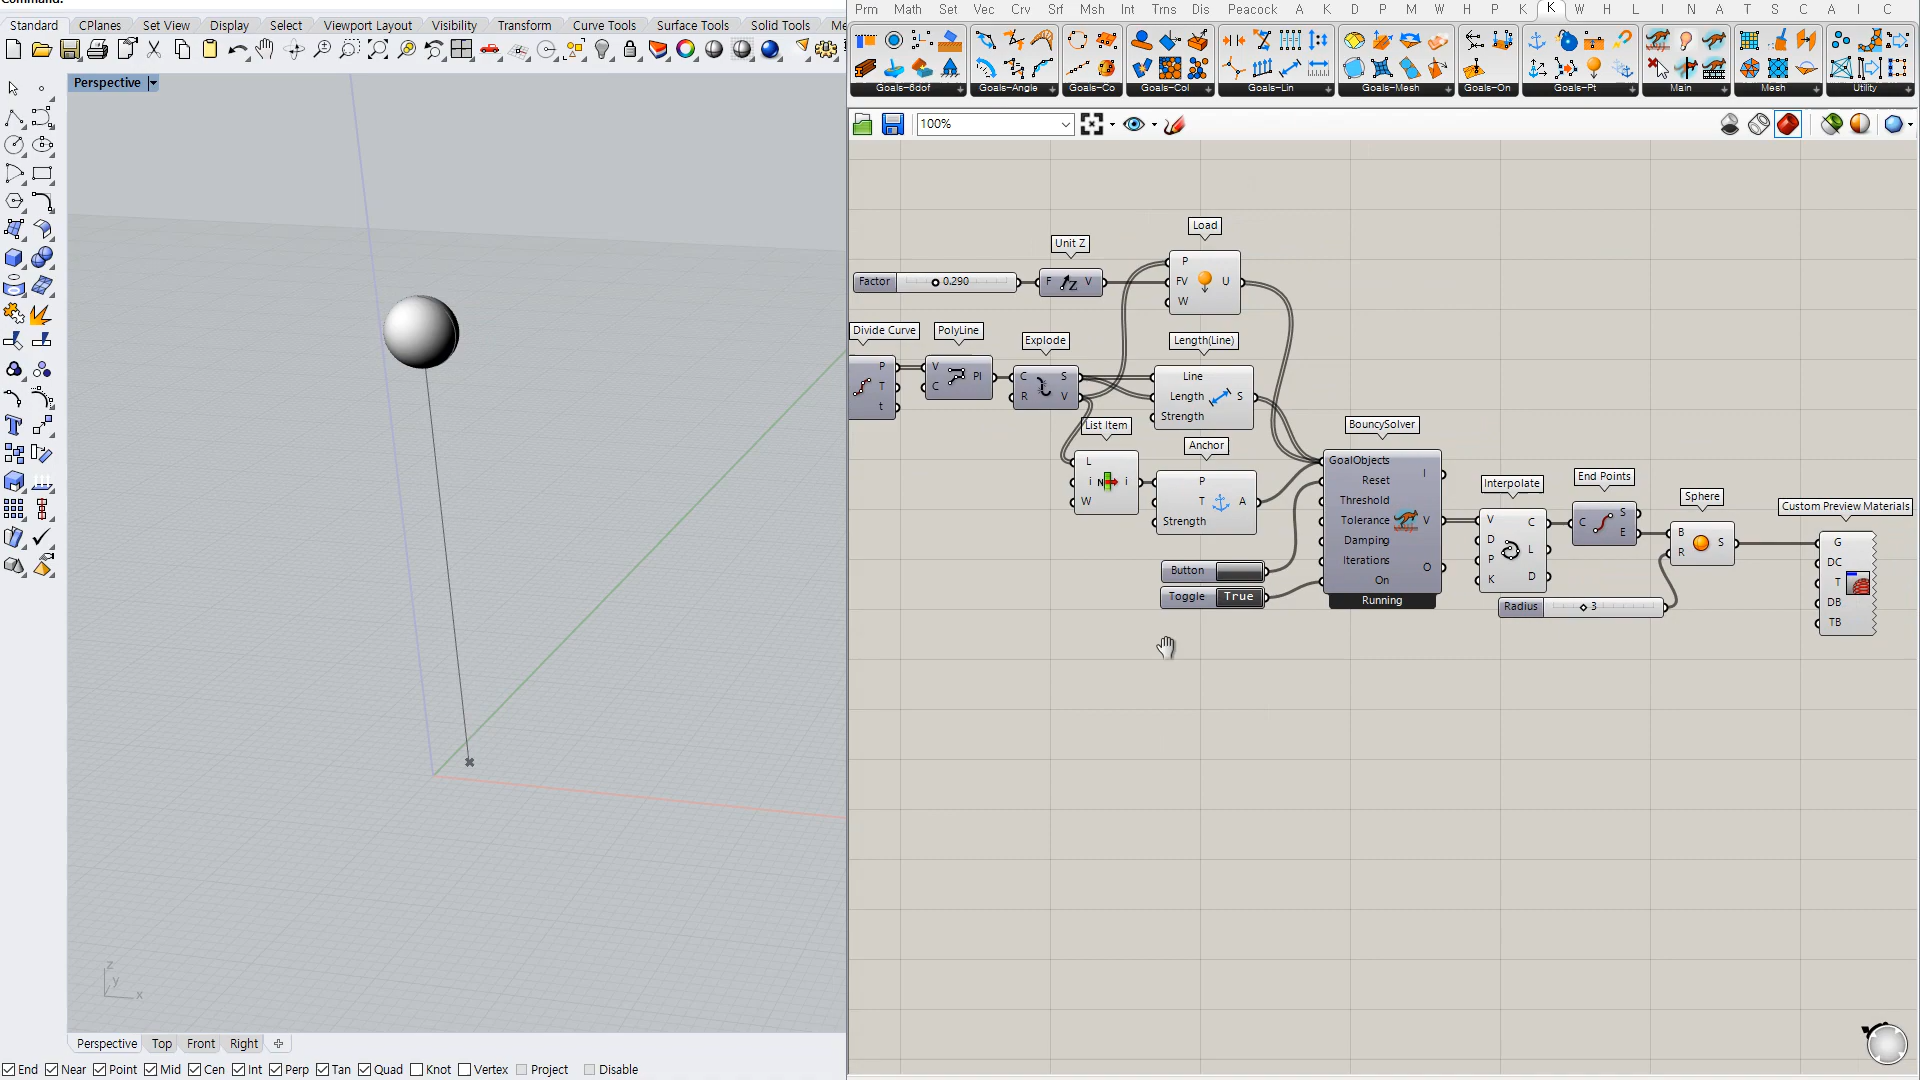 Command:
Standard CPlanes Set View Display Select Viewport Layout Visibility Transform Curve Tools Surface Tools Solid Tools Me
Prm Math Set Vec Crv Srf Msh Int Trns Dis Peacock A K D P M W H P K K W H L I N A T S C A I C
Goals-6dof Goals-Angle Goals-Co Goals-Col Goals-Lin Goals-Mesh Goals-On Goals-Pt Main Mesh Utility
Perspective
100%
Load
P
FV U
W
Unit Z
F Z V
Factor 0.290
Divide Curve
P
T
t
PolyLine
V Pl
C
Explode
C S
R V
Length(Line)
Line
Length S
Strength
List Item
L
i N i
W
Anchor
P
T A
Strength
Button
Toggle True
BouncySolver
GoalObjects
I
Reset
Threshold
Tolerance V
Damping
Iterations
O
On
Running
Interpolate
V C
D
L
P
K D
End Points
C S
E
Radius 3
Sphere
B
R S
Custom Preview Materials
G
DC
T
DB
TB
z
y
x
Perspective Top Front Right
End Near Point Mid Cen Int Perp Tan Quad Knot Vertex Project Disable